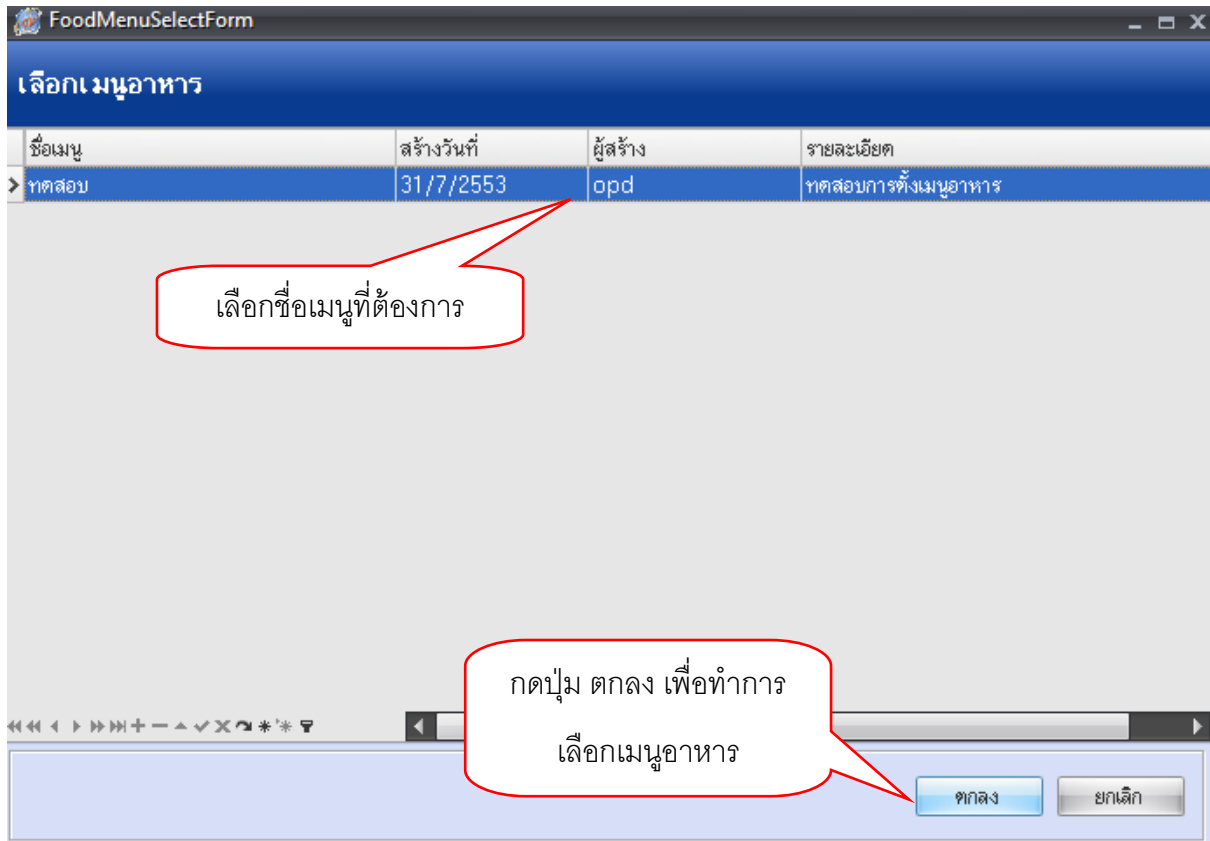 FoodMenuSelectForm
เลือกเมนูอาหาร
ชื่อเมนู สร้างวันที่ ผู้สร้าง รายละเอียด
ทดสอบ 31/7/2553 opd ทดสอบการตั้งเมนูอาหาร
เลือกชื่อเมนูที่ต้องการ
กดปุ่ม ตกลง เพื่อทำการ
เลือกเมนูอาหาร
ตกลง ยกเลิก